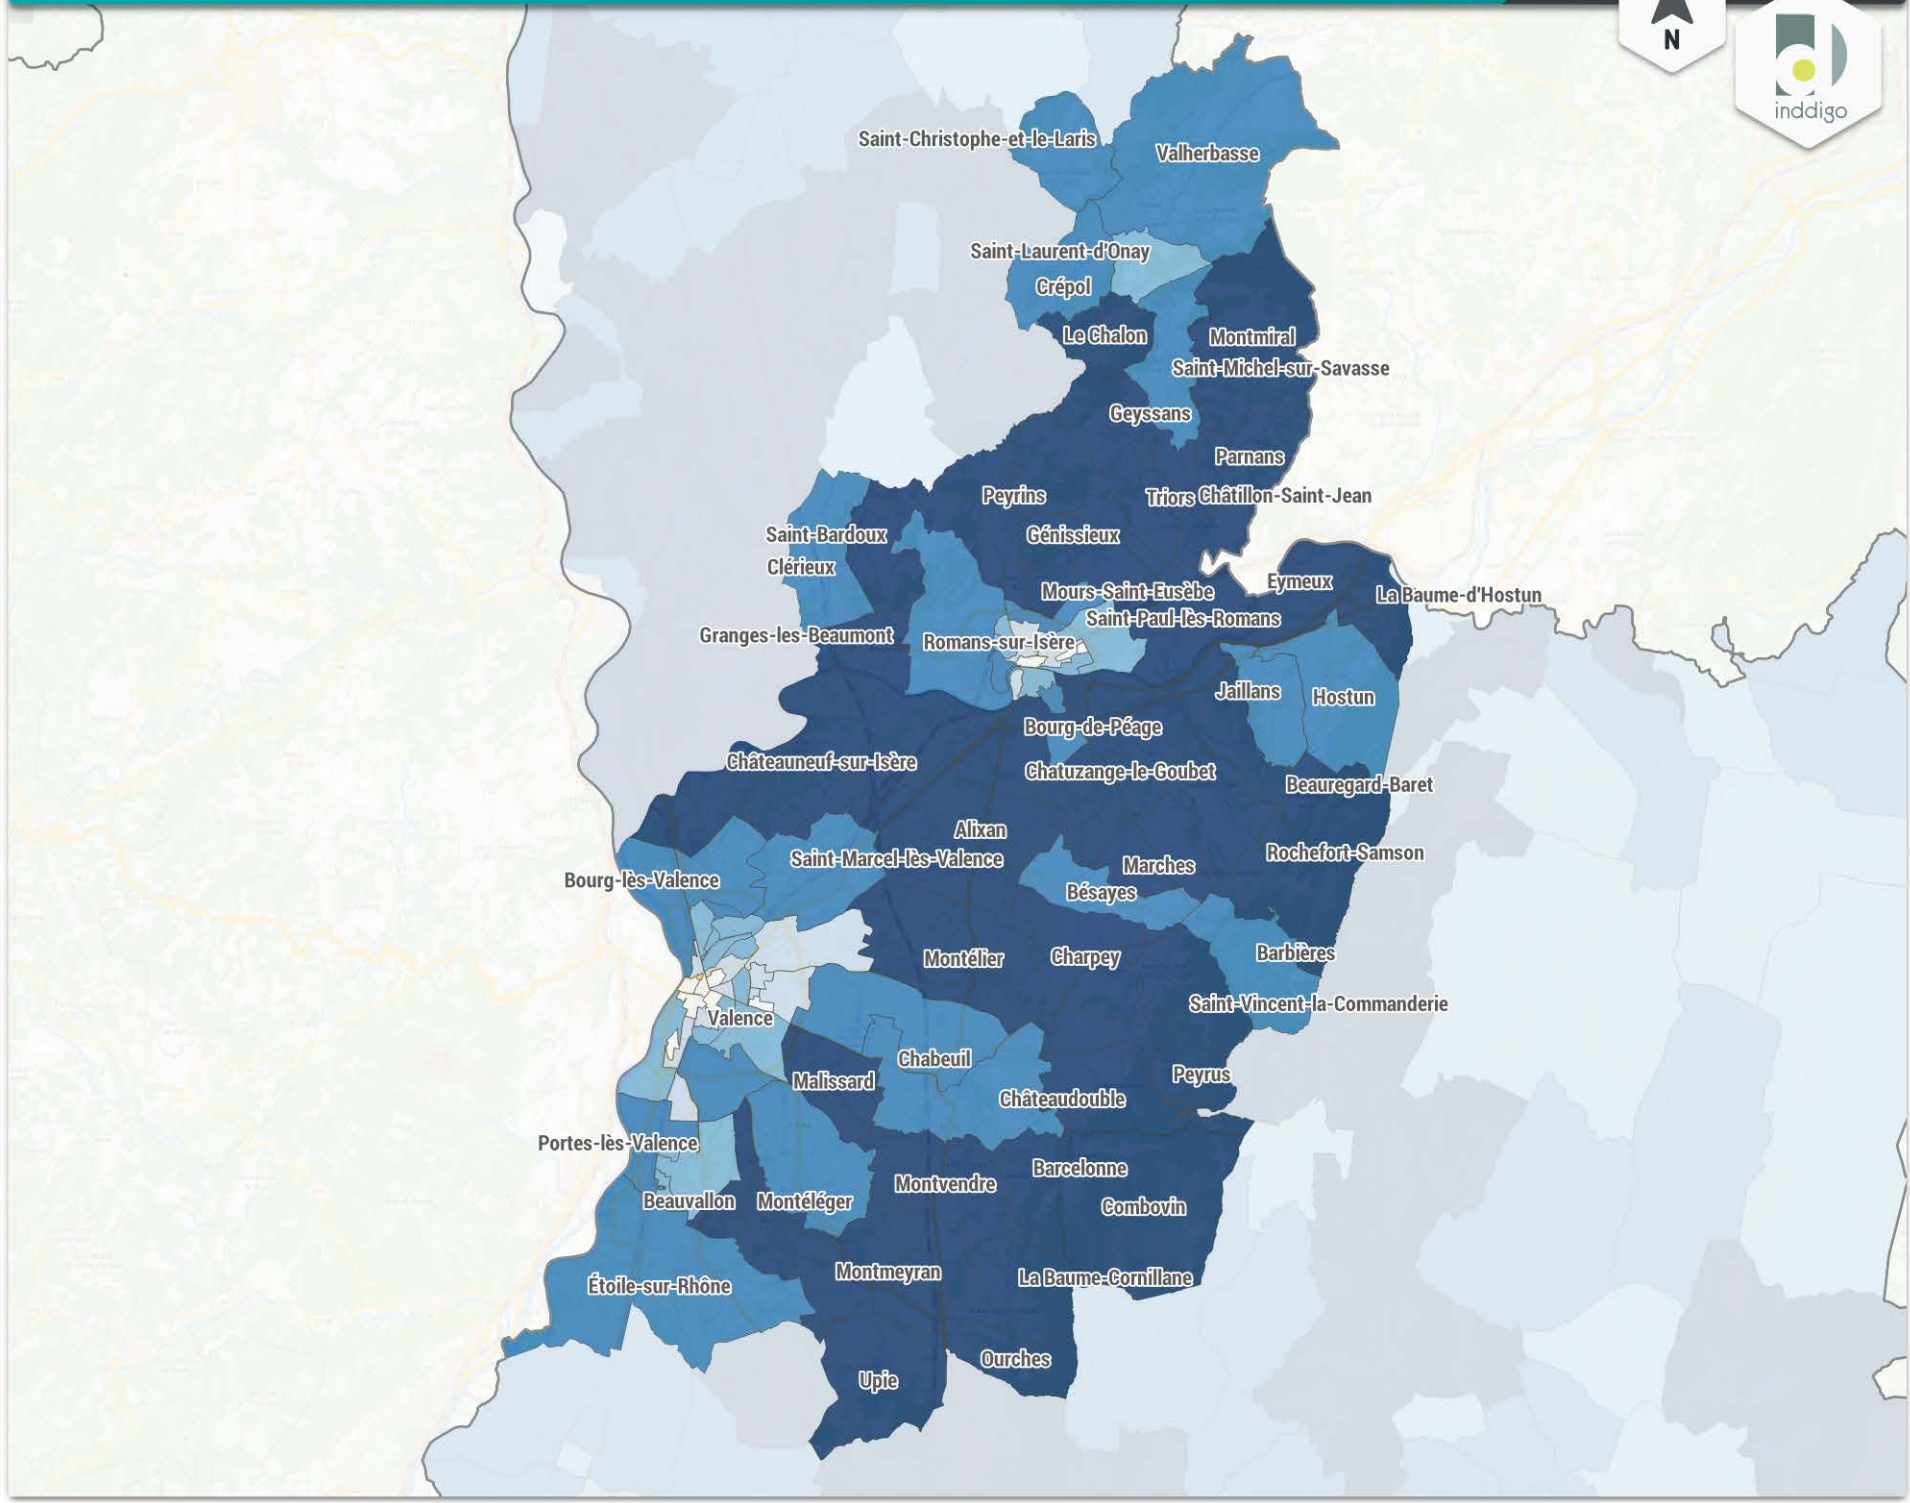 N
inddigo
Saint-Christophe-et-le-Laris
Valherbasse
Saint-Laurent-d'Onay
Crépol
Le Chalon
Montmiral
Saint-Michel-sur-Savasse
Geyssans
Parnans
Peyrins
Triors
Châtillon-Saint-Jean
Saint-Bardoux
Génissieux
Clérieux
Eymeux
Mours-Saint-Eusèbe
La Baume-d'Hostun
Saint-Paul-lès-Romans
Granges-les-Beaumont
Romans-sur-Isère
Jaillans
Hostun
Bourg-de-Péage
Châteauneuf-sur-Isère
Chatuzange-le-Goubet
Beauregard-Baret
Alixan
Saint-Marcel-lès-Valence
Rochefort-Samson
Marches
Bourg-lès-Valence
Bésayes
Montélier
Charpey
Barbières
Saint-Vincent-la-Commanderie
Valence
Chabeuil
Malissard
Peyrus
Châteaudouble
Portes-lès-Valence
Barcelonne
Montvendre
Beauvallon
Montéléger
Combovin
Montmeyran
La Baume-Cornillane
Étoile-sur-Rhône
Ourches
Upie